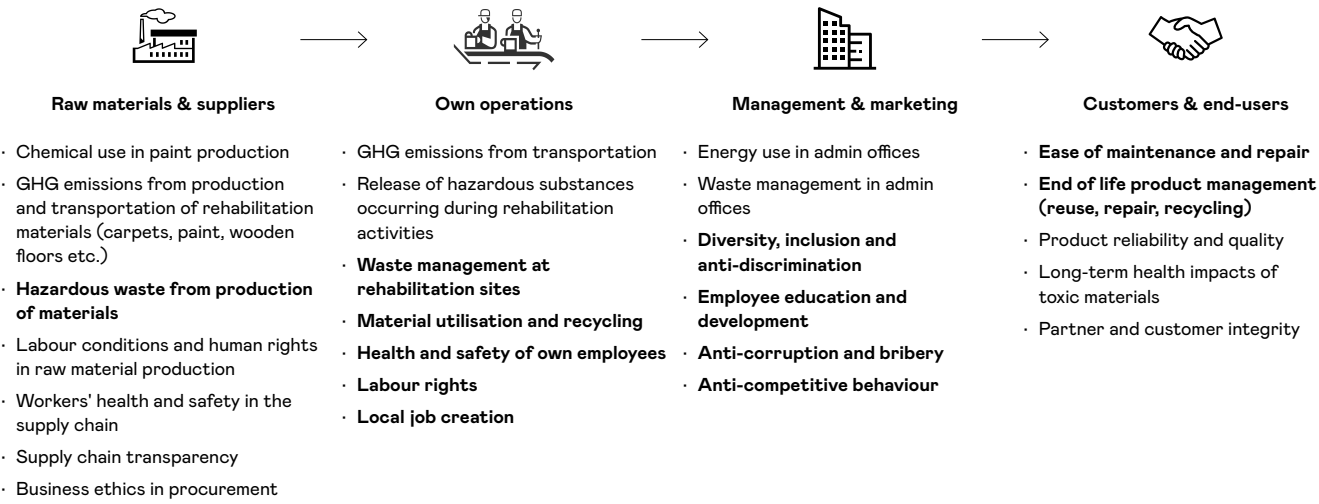 Raw materials & suppliers
· Chemical use in paint production
· GHG emissions from production
and transportation of rehabilitation
materials (carpets, paint, wooden
floors etc.)
· Hazardous waste from production
of materials
· Labour conditions and human rights
in raw material production
· Workers' health and safety in the
supply chain
· Supply chain transparency
· Business ethics in procurement
Own operations
· GHG emissions from transportation
· Release of hazardous substances
occurring during rehabilitation
activities
· Waste management at
rehabilitation sites
· Material utilisation and recycling
· Health and safety of own employees
· Labour rights
· Local job creation
Management & marketing
· Energy use in admin offices
· Waste management in admin
offices
· Diversity, inclusion and
anti-discrimination
· Employee education and
development
· Anti-corruption and bribery
· Anti-competitive behaviour
Customers & end-users
· Ease of maintenance and repair
· End of life product management
(reuse, repair, recycling)
· Product reliability and quality
· Long-term health impacts of
toxic materials
· Partner and customer integrity